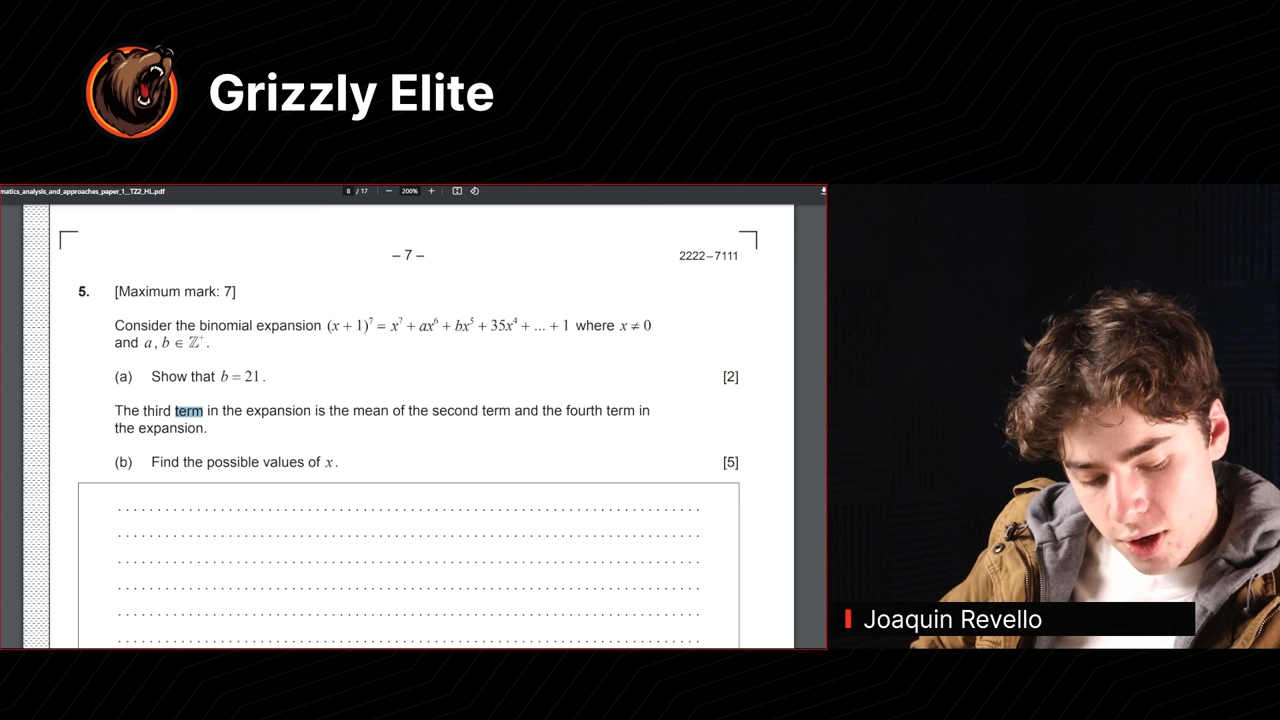 Grizzly Elite
matics_analysis_and_approaches_paper_1__TZ2_HL.pdf
8 / 17
200%
– 7 –
2222–7111
5. [Maximum mark: 7]
Consider the binomial expansion (x + 1)⁷ = x⁷ + ax⁶ + bx⁵ + 35x⁴ + ... + 1 where x ≠ 0
and a, b ∈ ℤ⁺.
(a) Show that b = 21. [2]
The third term in the expansion is the mean of the second term and the fourth term in
the expansion.
(b) Find the possible values of x. [5]
Joaquin Revello